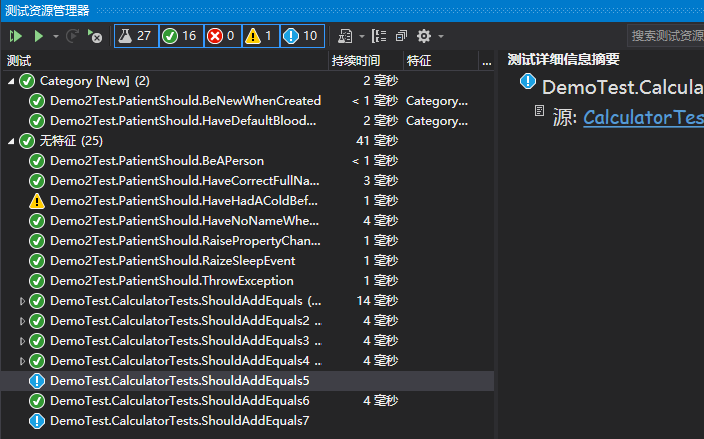 测试资源管理器
27 16 0 1 10 搜索测试资源
测试 持续时间 特征 ...
Category [New] (2) 2 毫秒
Demo2Test.PatientShould.BeNewWhenCreated < 1 毫秒 Category...
Demo2Test.PatientShould.HaveDefaultBlood... 2 毫秒 Category...
无特征 (25) 41 毫秒
Demo2Test.PatientShould.BeAPerson < 1 毫秒
Demo2Test.PatientShould.HaveCorrectFullNa... 3 毫秒
Demo2Test.PatientShould.HaveHadAColdBef... 1 毫秒
Demo2Test.PatientShould.HaveNoNameWhe... 4 毫秒
Demo2Test.PatientShould.RaisePropertyChan... 1 毫秒
Demo2Test.PatientShould.RaizeSleepEvent 1 毫秒
Demo2Test.PatientShould.ThrowException 1 毫秒
DemoTest.CalculatorTests.ShouldAddEquals (... 14 毫秒
DemoTest.CalculatorTests.ShouldAddEquals2 ... 4 毫秒
DemoTest.CalculatorTests.ShouldAddEquals3 ... 4 毫秒
DemoTest.CalculatorTests.ShouldAddEquals4 ... 4 毫秒
DemoTest.CalculatorTests.ShouldAddEquals5
DemoTest.CalculatorTests.ShouldAddEquals6 4 毫秒
DemoTest.CalculatorTests.ShouldAddEquals7
测试详细信息摘要
DemoTest.Calcula
源: CalculatorTes